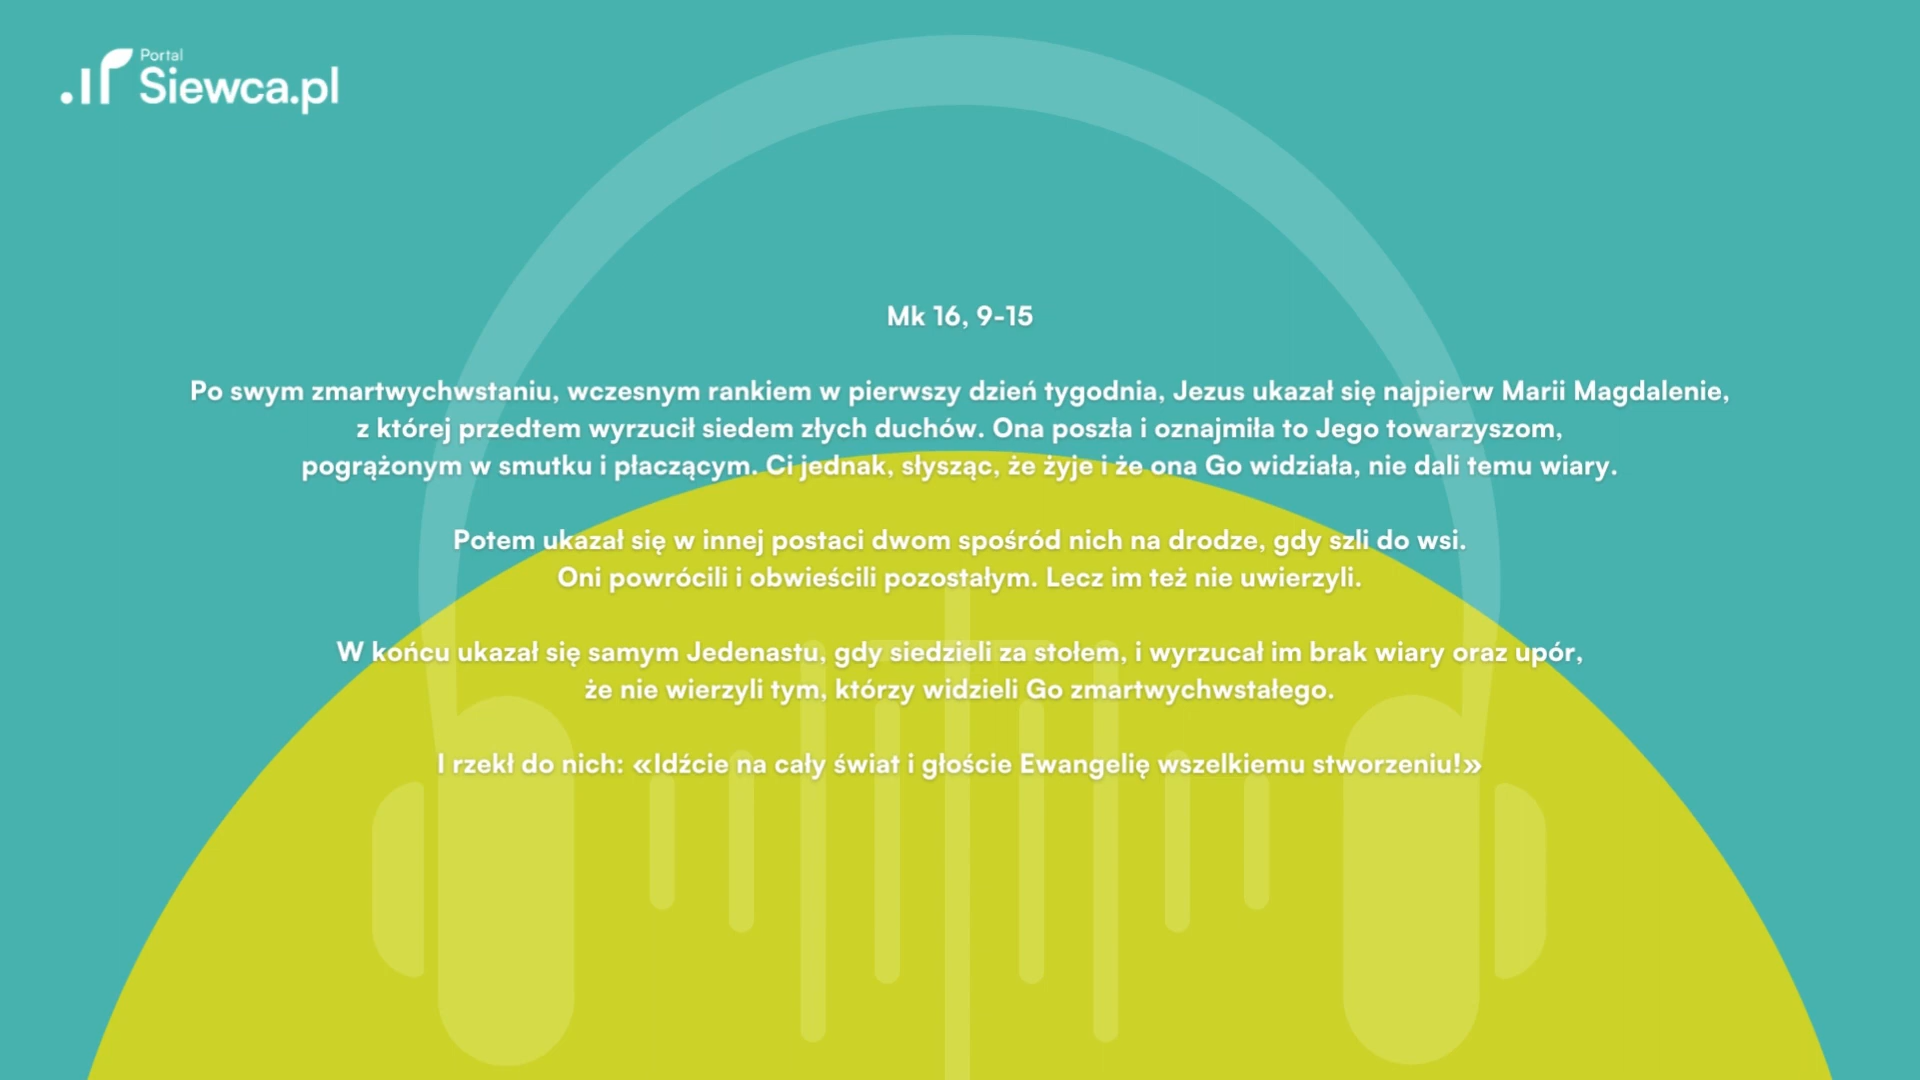 Portal
Siewca.pl
Mk 16, 9-15
Po swym zmartwychwstaniu, wczesnym rankiem w pierwszy dzień tygodnia, Jezus ukazał się najpierw Marii Magdalenie,
z której przedtem wyrzucił siedem złych duchów. Ona poszła i oznajmiła to Jego towarzyszom,
pogrążonym w smutku i płaczącym. Ci jednak, słysząc, że żyje i że ona Go widziała, nie dali temu wiary.
Potem ukazał się w innej postaci dwom spośród nich na drodze, gdy szli do wsi.
Oni powrócili i obwieścili pozostałym. Lecz im też nie uwierzyli.
W końcu ukazał się samym Jedenastu, gdy siedzieli za stołem, i wyrzucał im brak wiary oraz upór,
że nie wierzyli tym, którzy widzieli Go zmartwychwstałego.
I rzekł do nich: «Idźcie na cały świat i głoście Ewangelię wszelkiemu stworzeniu!»